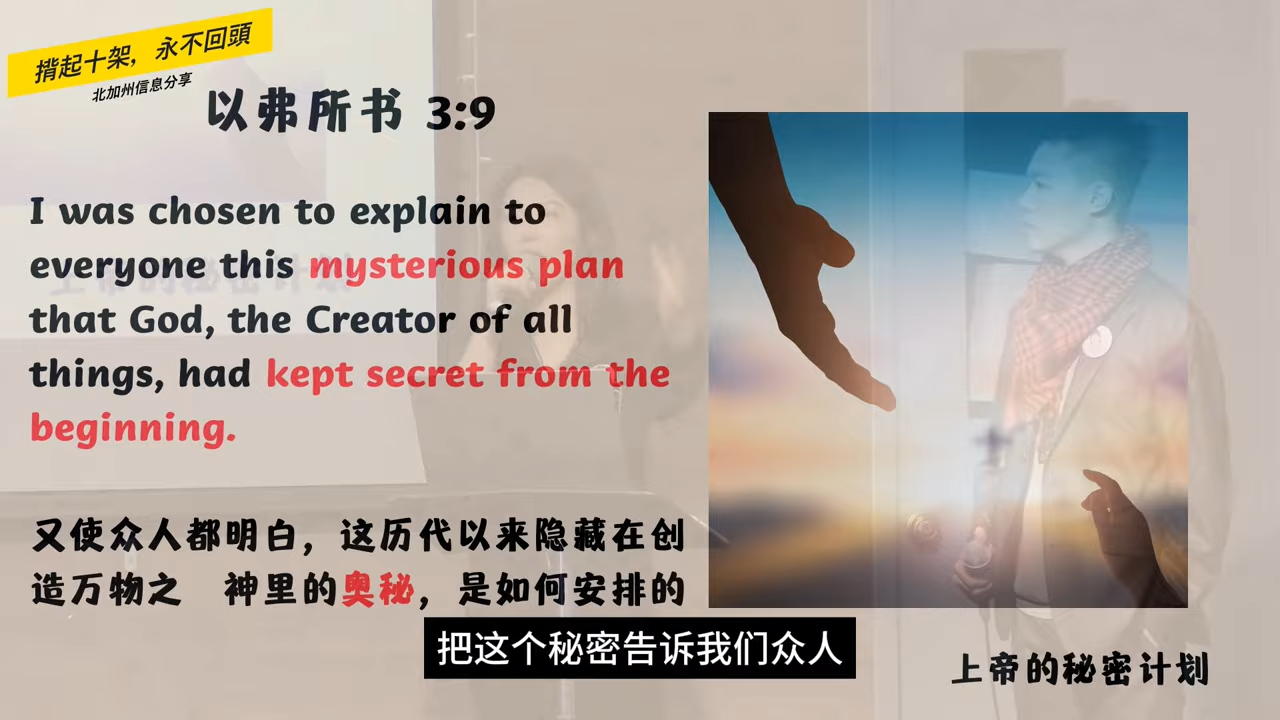 揹起十架，永不回頭
北加州信息分享
以弗所书 3:9
I was chosen to explain to
everyone this mysterious plan
that God, the Creator of all
things, had kept secret from the
beginning.
又使众人都明白，这历代以来隐藏在创
造万物之　神里的奥秘，是如何安排的
把这个秘密告诉我们众人
上帝的秘密计划